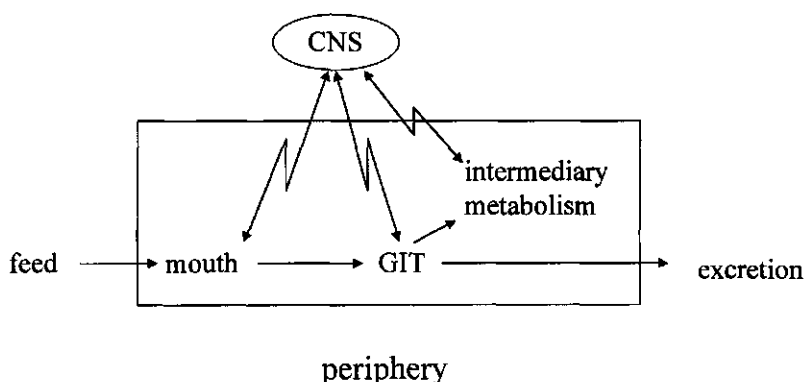 CNS
intermediary
metabolism
feed
mouth
GIT
excretion
periphery